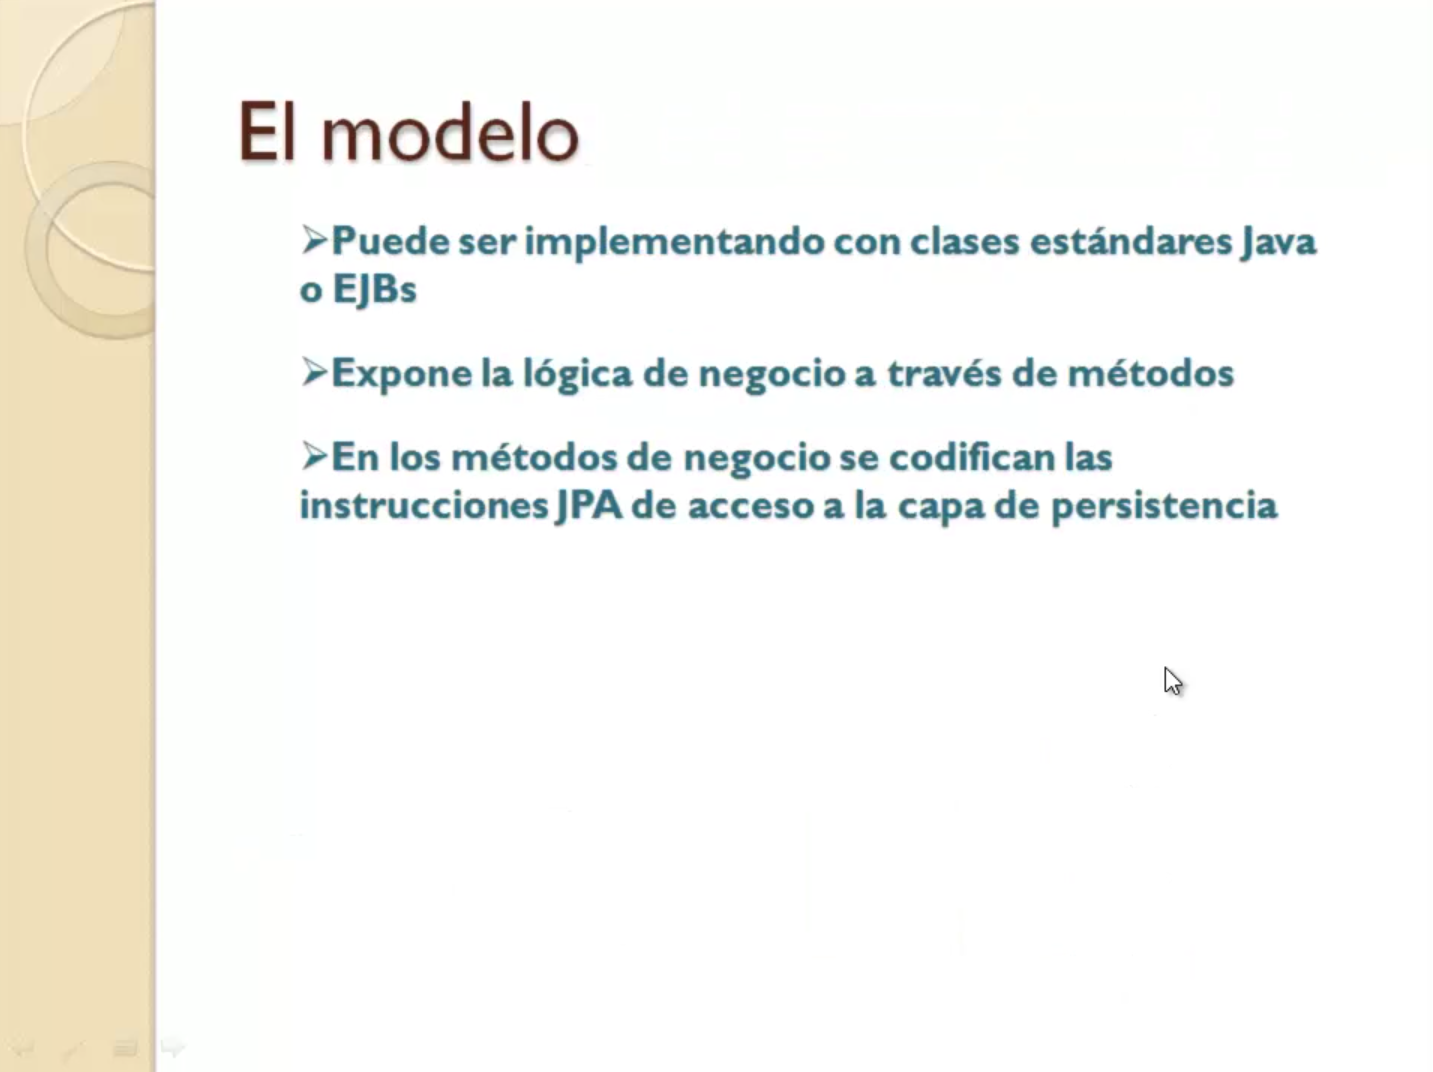 El modelo
➢Puede ser implementando con clases estándares Java
o EJBs
➢Expone la lógica de negocio a través de métodos
➢En los métodos de negocio se codifican las
instrucciones JPA de acceso a la capa de persistencia